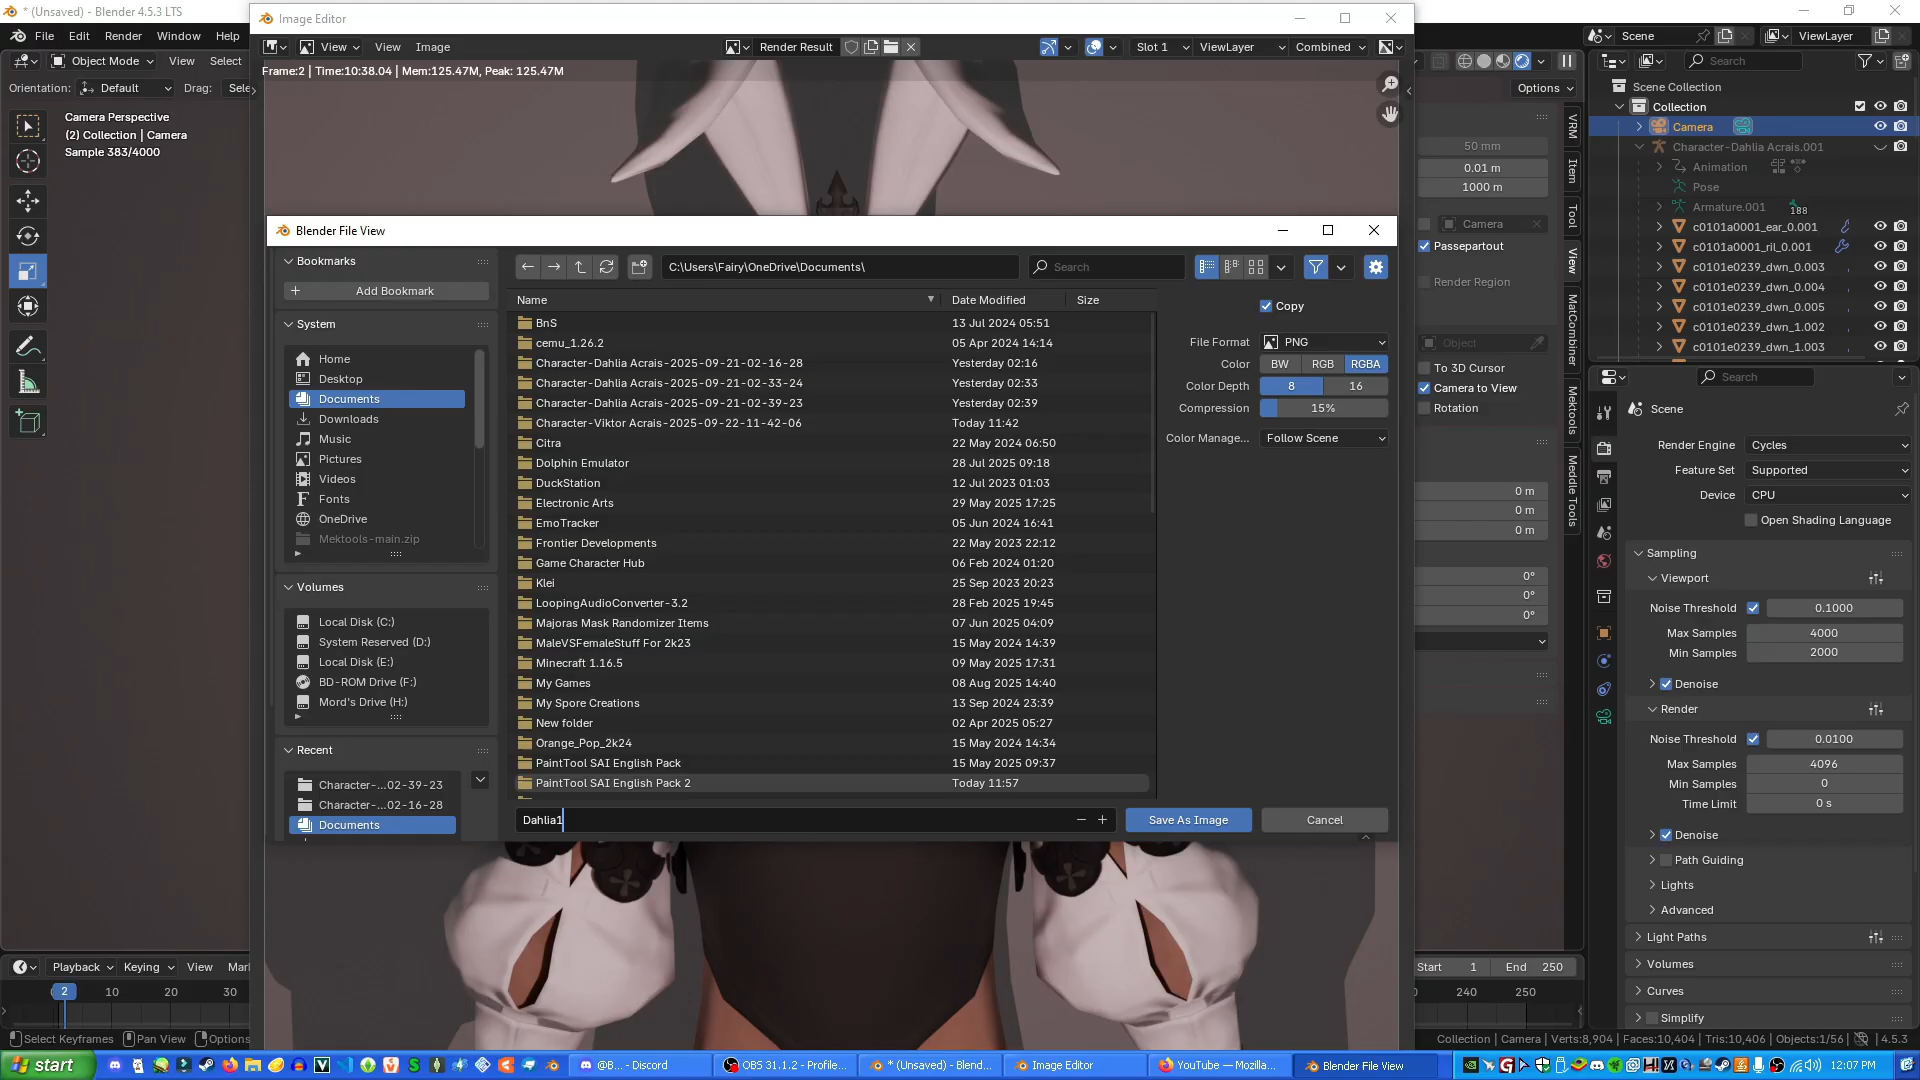 * (Unsaved) - Blender 4.5.3 LTS
File Edit Render Window Help
Scene
ViewLayer
Object Mode View Select
Orientation: Default Drag: Sele
Camera Perspective
(2) Collection | Camera
Sample 383/4000
Image Editor
View View Image
Render Result
Slot 1 ViewLayer Combined
Frame:2 | Time:10:38.04 | Mem:125.47M, Peak: 125.47M
Blender File View
Bookmarks
Add Bookmark
System
Home
Desktop
Documents
Downloads
Music
Pictures
Videos
Fonts
OneDrive
Mektools-main.zip
Volumes
Local Disk (C:)
System Reserved (D:)
Local Disk (E:)
BD-ROM Drive (F:)
Mord's Drive (H:)
Recent
Character-...02-39-23
Character-...02-16-28
Documents
C:\Users\Fairy\OneDrive\Documents\
Search
Name Date Modified Size
BnS 13 Jul 2024 05:51
cemu_1.26.2 05 Apr 2024 14:14
Character-Dahlia Acrais-2025-09-21-02-16-28 Yesterday 02:16
Character-Dahlia Acrais-2025-09-21-02-33-24 Yesterday 02:33
Character-Dahlia Acrais-2025-09-21-02-39-23 Yesterday 02:39
Character-Viktor Acrais-2025-09-22-11-42-06 Today 11:42
Citra 22 May 2024 06:50
Dolphin Emulator 28 Jul 2025 09:18
DuckStation 12 Jul 2023 01:03
Electronic Arts 29 May 2025 17:25
EmoTracker 05 Jun 2024 16:41
Frontier Developments 22 May 2023 22:12
Game Character Hub 06 Feb 2024 01:20
Klei 25 Sep 2023 20:23
LoopingAudioConverter-3.2 28 Feb 2025 19:45
Majoras Mask Randomizer Items 07 Jun 2025 04:09
MaleVSFemaleStuff For 2k23 15 May 2024 14:39
Minecraft 1.16.5 09 May 2025 17:31
My Games 08 Aug 2025 14:40
My Spore Creations 13 Sep 2024 23:39
New folder 02 Apr 2025 05:27
Orange_Pop_2k24 15 May 2024 14:34
PaintTool SAI English Pack 15 May 2025 09:37
PaintTool SAI English Pack 2 Today 11:57
Dahlia1
Save As Image Cancel
Copy
File Format PNG
Color BW RGB RGBA
Color Depth 8 16
Compression 15%
Color Manage... Follow Scene
Options
50 mm
0.01 m
1000 m
Camera
Passepartout
Render Region
Object
To 3D Cursor
Camera to View
Rotation
0 m
0 m
0 m
0°
0°
0°
VRM
Item
Tool
View
MatCombiner
Mektools
Meddle Tools
Search
Scene Collection
Collection
Camera
Character-Dahlia Acrais.001
Animation
Pose
Armature.001 188
c0101a0001_ear_0.001
c0101a0001_ril_0.001
c0101e0239_dwn_0.003
c0101e0239_dwn_0.004
c0101e0239_dwn_0.005
c0101e0239_dwn_1.002
c0101e0239_dwn_1.003
Search
Scene
Render Engine Cycles
Feature Set Supported
Device CPU
Open Shading Language
Sampling
Viewport
Noise Threshold 0.1000
Max Samples 4000
Min Samples 2000
Denoise
Render
Noise Threshold 0.0100
Max Samples 4096
Min Samples 0
Time Limit 0 s
Denoise
Path Guiding
Lights
Advanced
Light Paths
Volumes
Curves
Simplify
Playback Keying View Mar
Start 1 End 250
2 10 20 30
240 250
Select Keyframes Pan View Options
Collection | Camera | Verts:8,904 | Faces:10,404 | Tris:10,406 | Objects:1/56 | 4.5.3
start
@B... - Discord
OBS 31.1.2 - Profile...
* (Unsaved) - Blend...
Image Editor
YouTube — Mozilla...
Blender File View
12:07 PM